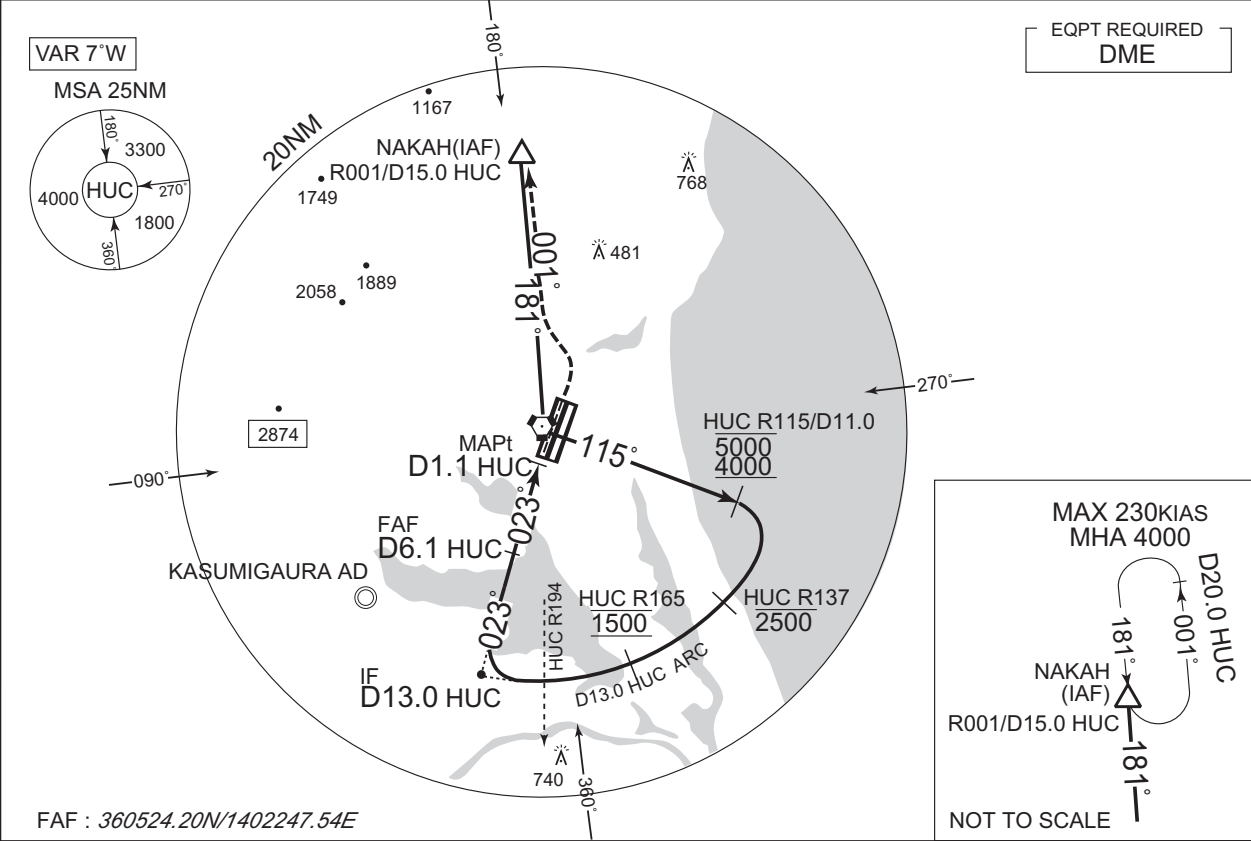 VAR 7°W
MSA 25NM
180°
3300
HUC
270°
4000
1800
360°
180°
EQPT REQUIRED
DME
20NM
1167
NAKAH(IAF)
R001/D15.0 HUC
1749
768
481
001°
181°
1889
2058
2874
270°
090°
MAPt
D1.1 HUC
115°
HUC R115/D11.0
5000
4000
023°
FAF
D6.1 HUC
KASUMIGAURA AD
023°
HUC R194
HUC R165
1500
HUC R137
2500
D13.0 HUC ARC
IF
D13.0 HUC
740
360°
FAF : 360524.20N/1402247.54E
MAX 230KIAS
MHA 4000
D20.0 HUC
181°
001°
NAKAH
(IAF)
R001/D15.0 HUC
181°
NOT TO SCALE